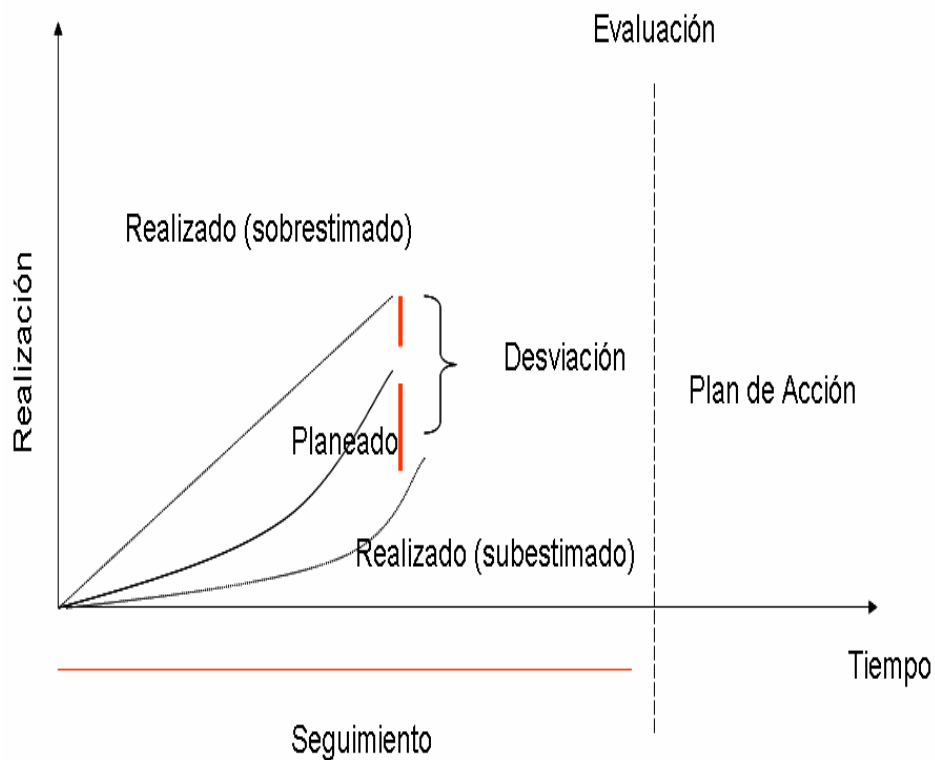 Evaluación
Realizado (sobrestimado)
Realización
Desviación
Plan de Acción
Planeado
Realizado (subestimado)
Tiempo
Seguimiento